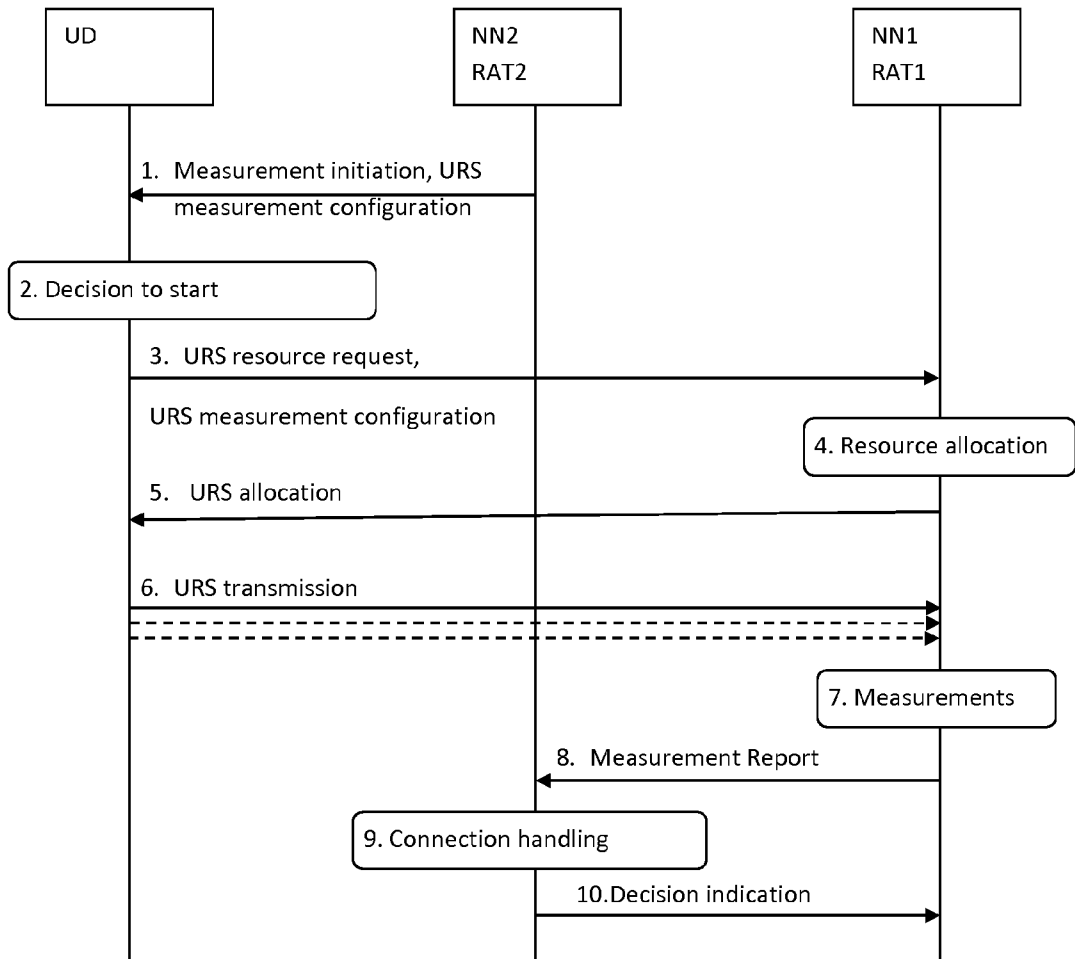 UD
NN2
RAT2
NN1
RAT1
1. Measurement initiation, URS
measurement configuration
2. Decision to start
3. URS resource request,
URS measurement configuration
4. Resource allocation
5. URS allocation
6. URS transmission
7. Measurements
8. Measurement Report
9. Connection handling
10.Decision indication